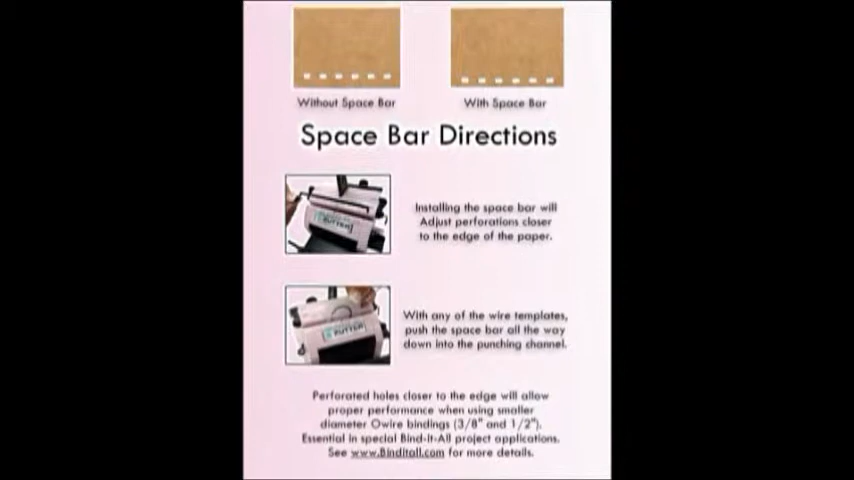 Without Space Bar
With Space Bar
Space Bar Directions
Installing the space bar will
Adjust perforations closer
to the edge of the paper.
With any of the wire templates,
push the space bar all the way
down into the punching channel.
Perforated holes closer to the edge will allow
proper performance when using smaller
diameter Owire bindings (3/8" and 1/2").
Essential in special Bind-It-All project applications.
See www.Binditall.com for more details.